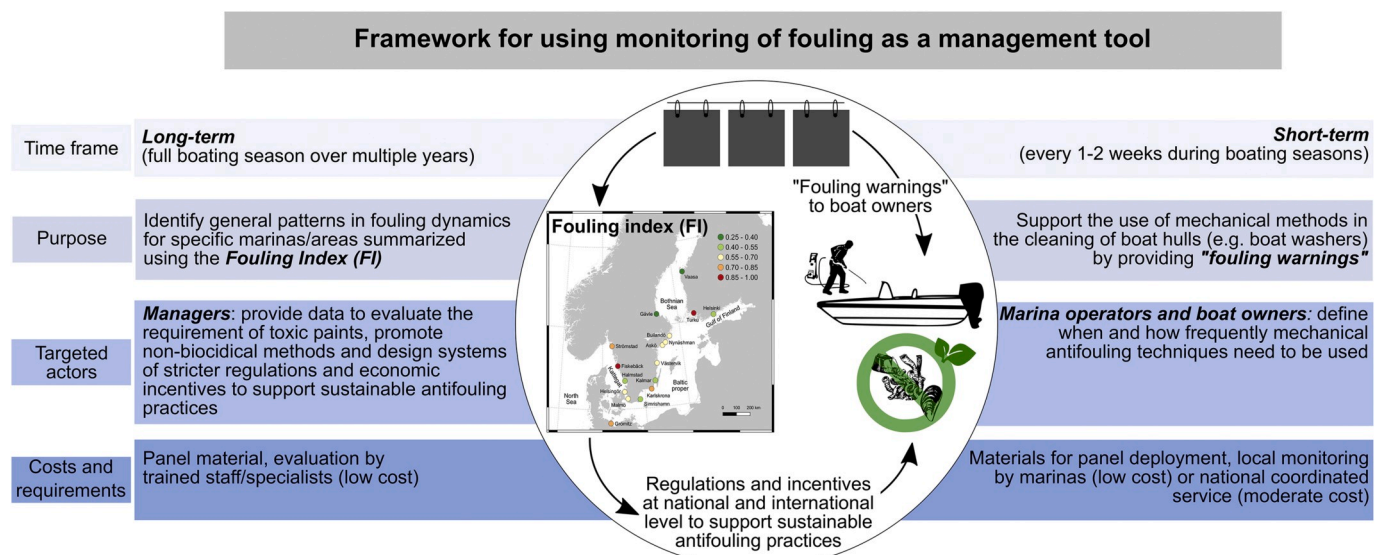 Framework for using monitoring of fouling as a management tool
Time frame
Long-term
(full boating season over multiple years)
Short-term
(every 1-2 weeks during boating seasons)
Purpose
Identify general patterns in fouling dynamics
for specific marinas/areas summarized
using the Fouling Index (FI)
Support the use of mechanical methods in
the cleaning of boat hulls (e.g. boat washers)
by providing "fouling warnings"
Targeted
actors
Managers: provide data to evaluate the
requirement of toxic paints, promote
non-biocidical methods and design systems
of stricter regulations and economic
incentives to support sustainable antifouling
practices
Marina operators and boat owners: define
when and how frequently mechanical
antifouling techniques need to be used
Costs and
requirements
Panel material, evaluation by
trained staff/specialists (low cost)
Materials for panel deployment, local monitoring
by marinas (low cost) or national coordinated
service (moderate cost)
"Fouling warnings"
to boat owners
Fouling index (FI)
0.25 - 0.40
0.40 - 0.55
0.55 - 0.70
0.70 - 0.85
0.85 - 1.00
Vaasa
Bothnian
Sea
Gävle
Turku
Helsinki
Gulf of Finland
Bullandö
Nynäshamn
Askö
Strömstad
Fiskebäck
Västervik
Kattegat
Halmstad
Kalmar
Helsingör
Karlskrona
Baltic
proper
North
Sea
Malmö
Simrishamn
Grömitz
0 100 200 km
Regulations and incentives
at national and international
level to support sustainable
antifouling practices